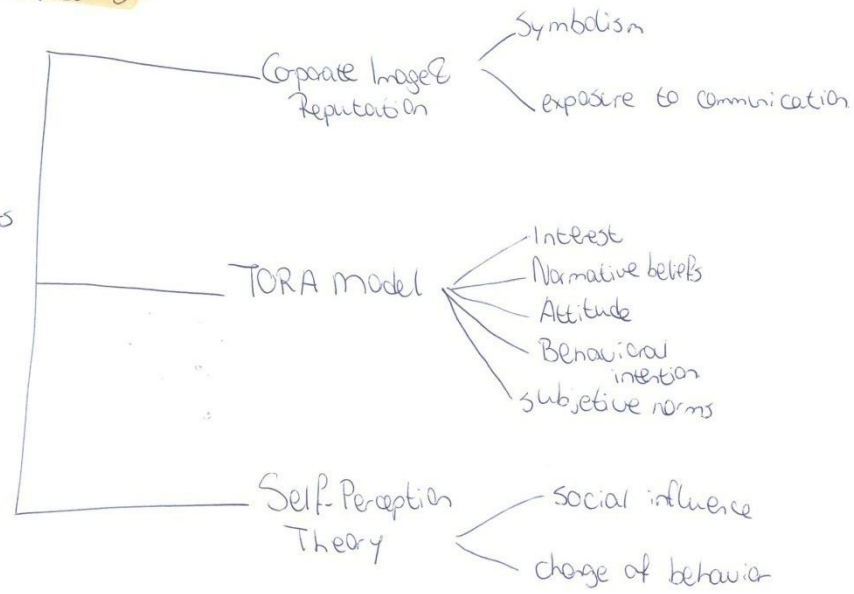 Symbolism
Coporate Image &
Reputation
exposure to communication
Interest
Normative beliefs
TORA model
Attitude
Behavioral
intention
subjetive norms
Self-Perception
Theory
social influence
change of behavior